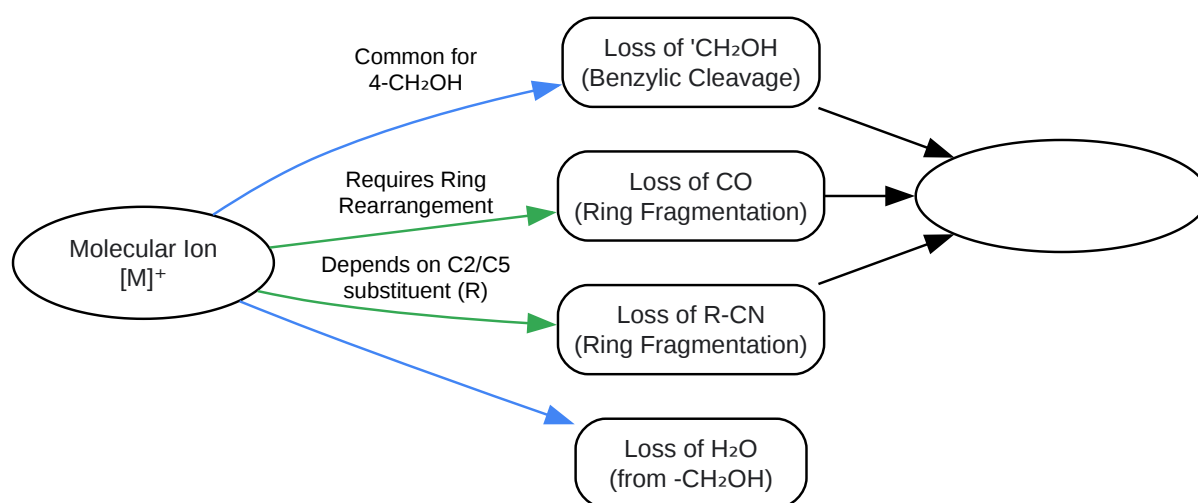 Common for
4-CH₂OH
Loss of 'CH₂OH
(Benzylic Cleavage)
Requires Ring
Rearrangement
Loss of CO
(Ring Fragmentation)
Molecular Ion
[M]⁺
Depends on C2/C5
substituent (R)
Loss of R-CN
(Ring Fragmentation)
Loss of H₂O
(from -CH₂OH)